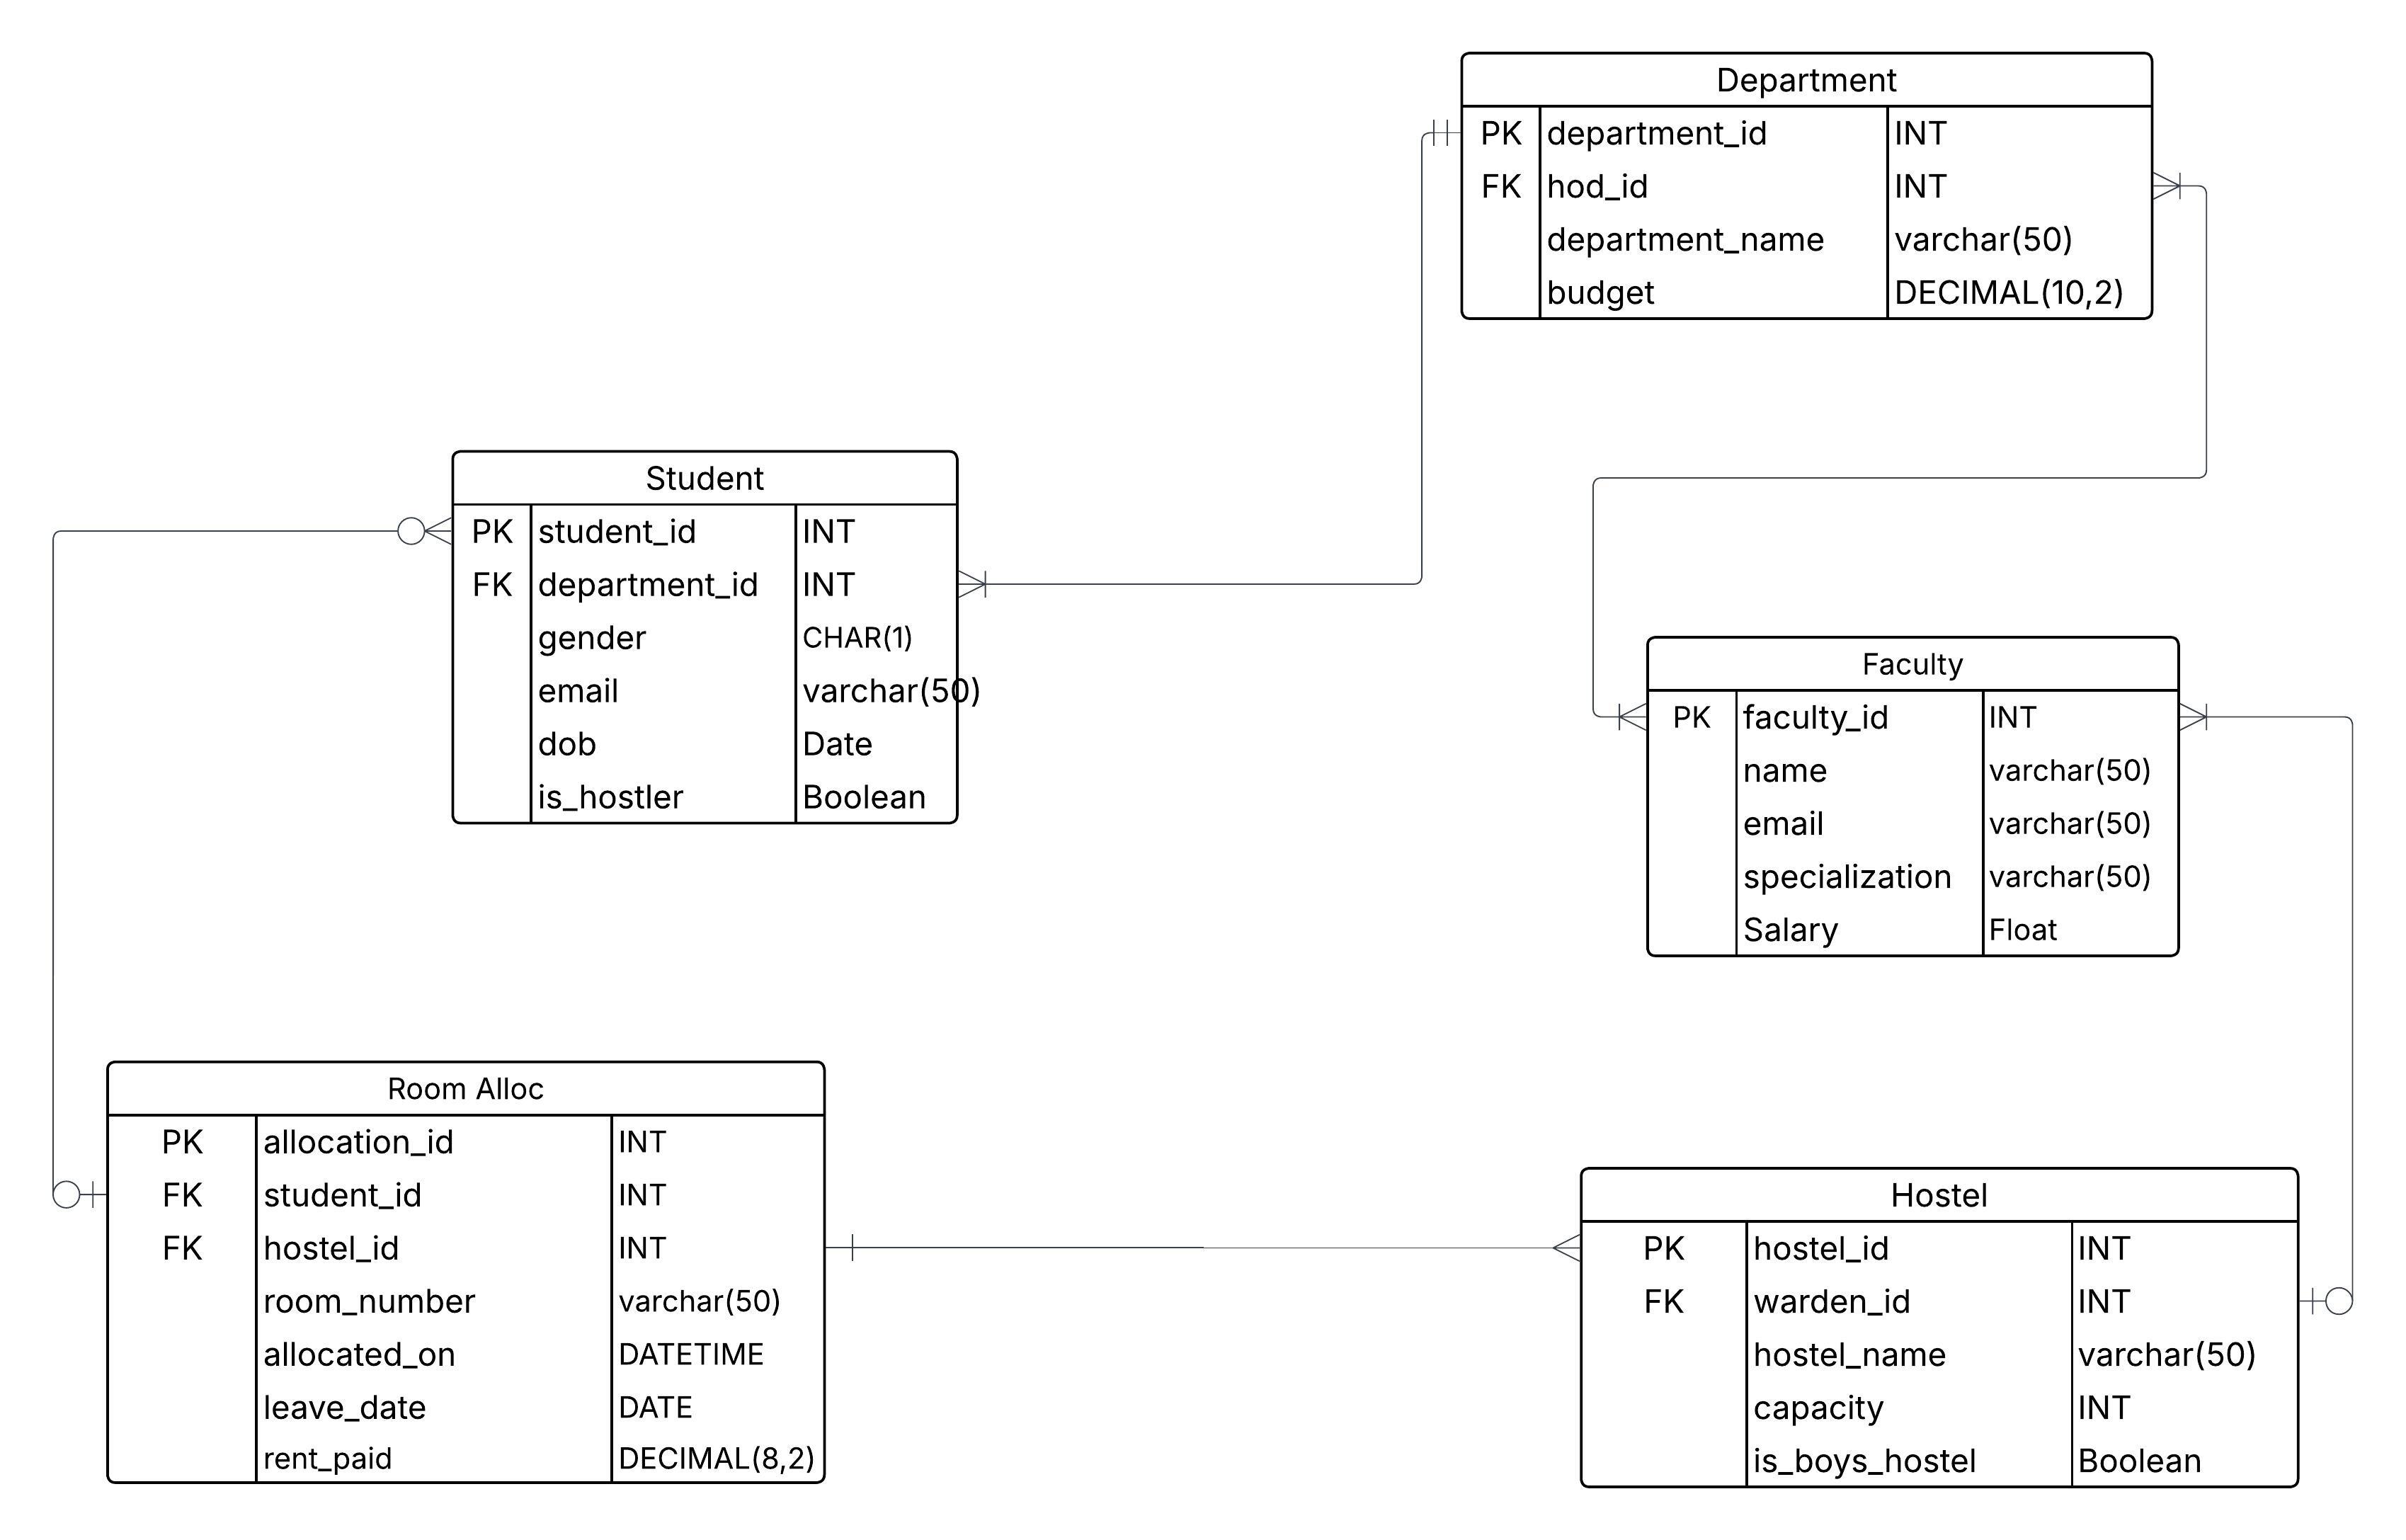 Department
PK department_id INT
FK hod_id INT
department_name varchar(50)
budget DECIMAL(10,2)
Student
PK student_id INT
FK department_id INT
gender CHAR(1)
email varchar(50)
dob Date
is_hostler Boolean
Faculty
PK faculty_id INT
name varchar(50)
email varchar(50)
specialization varchar(50)
Salary Float
Room Alloc
PK allocation_id INT
FK student_id INT
FK hostel_id INT
room_number varchar(50)
allocated_on DATETIME
leave_date DATE
rent_paid DECIMAL(8,2)
Hostel
PK hostel_id INT
FK warden_id INT
hostel_name varchar(50)
capacity INT
is_boys_hostel Boolean